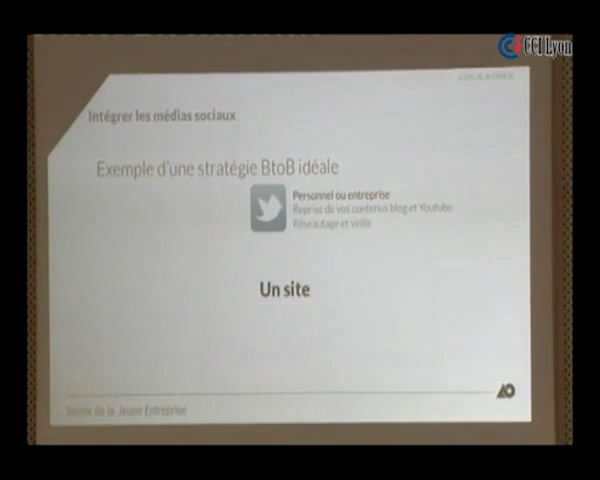 CCI Lyon
Intégrer les médias sociaux
Exemple d'une stratégie BtoB idéale
Personnel ou entreprise
Reprise de vos contenus blog et Youtube
Réseautage et veille
Un site
Soirée de la Jeune Entreprise